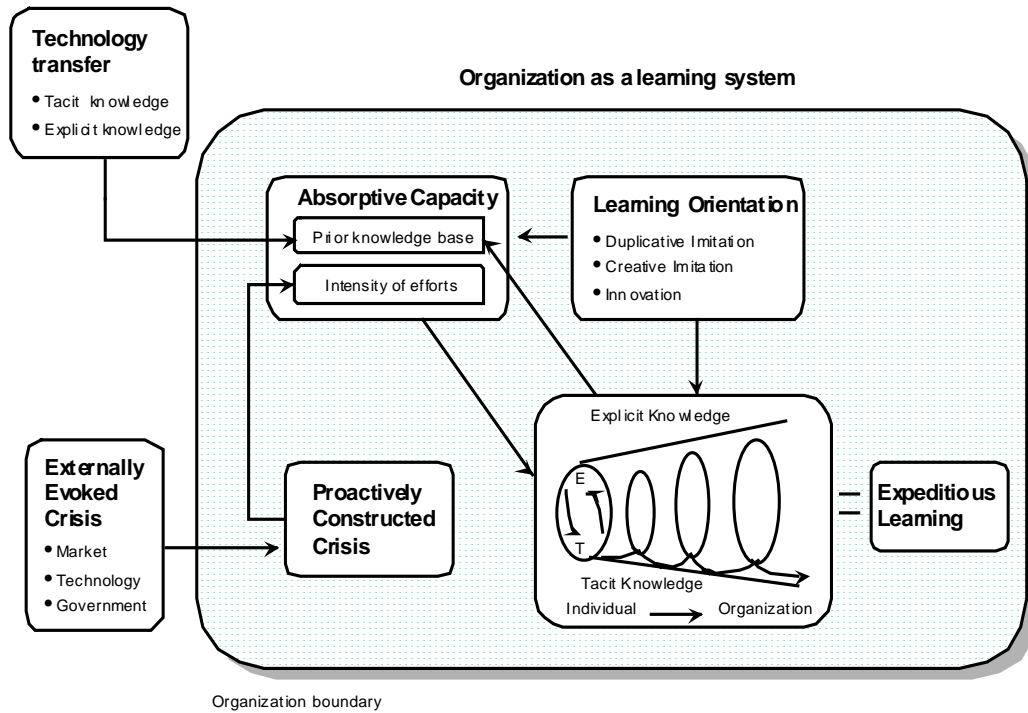 Technology
transfer
• Tacit knowledge
• Explicit knowledge
Organization as a learning system
Absorptive Capacity
Prior knowledge base
Intensity of efforts
Learning Orientation
• Duplicative Imitation
• Creative Imitation
• Innovation
Externally
Evoked
Crisis
• Market
• Technology
• Government
Proactively
Constructed
Crisis
Explicit Knowledge
E
T
Tacit Knowledge
Individual
Organization
Expeditious
Learning
Organization boundary